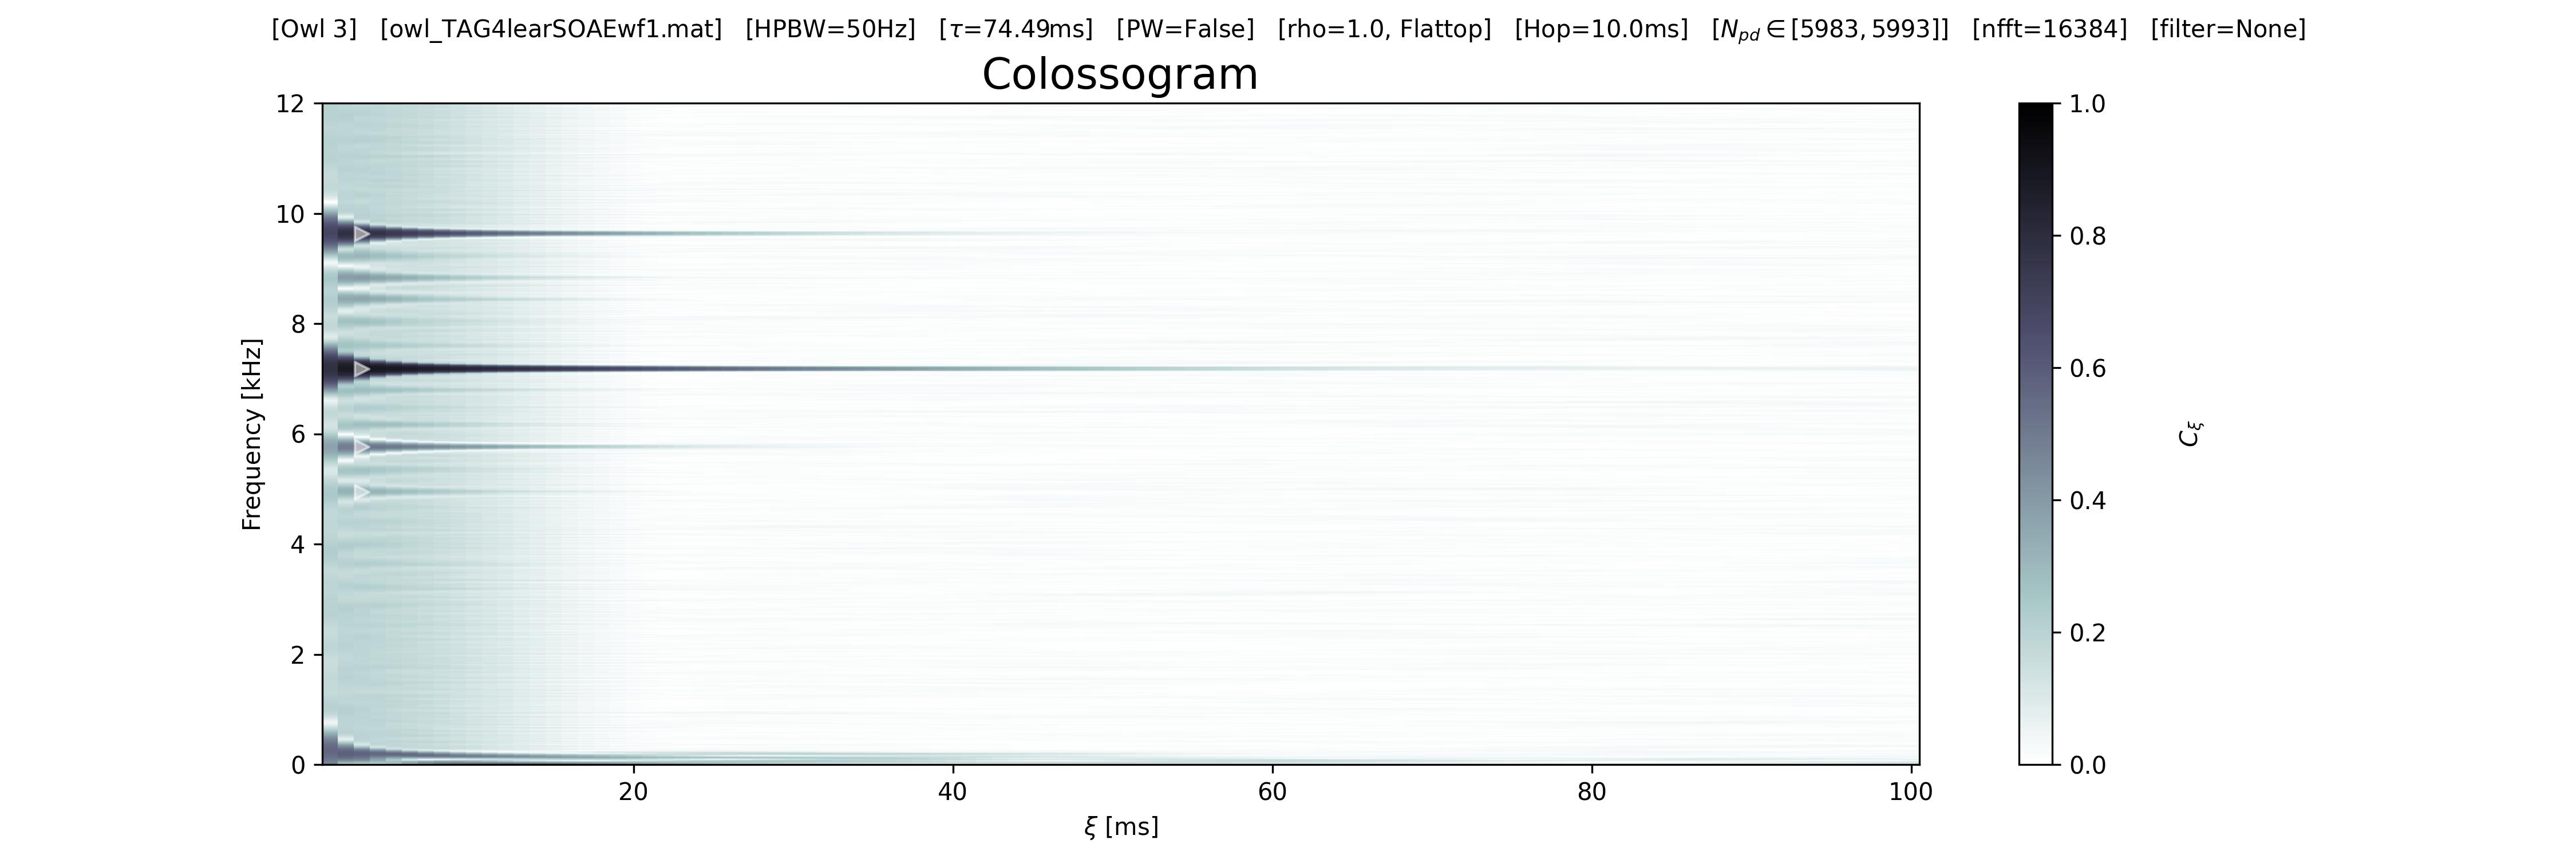 [Owl 3] [owl_TAG4learSOAEwf1.mat] [HPBW=50Hz] [τ=74.49ms] [PW=False] [rho=1.0, Flattop] [Hop=10.0ms] [N_pd ∈ [5983, 5993]] [nfft=16384] [filter=None]
Colossogram
12
10
8
6
4
2
0
Frequency [kHz]
20 40 60 80 100
ξ [ms]
1.0
0.8
0.6
0.4
0.2
0.0
C_ξ